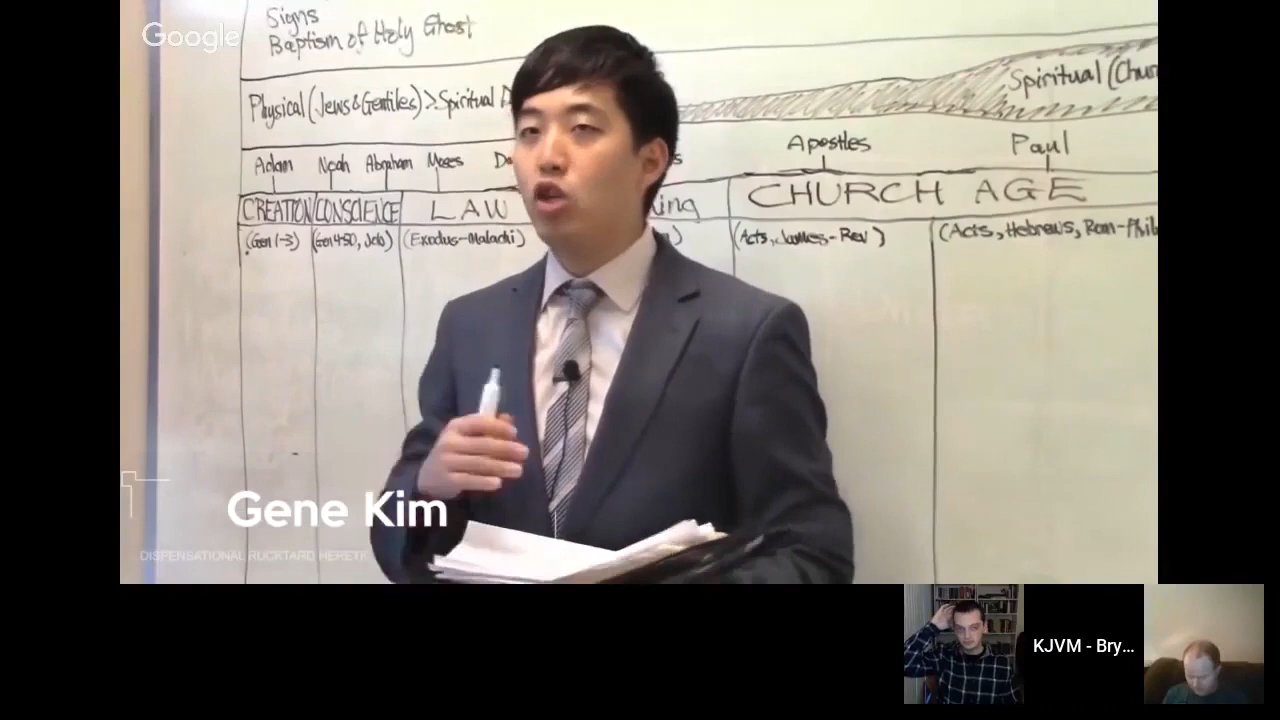 Signs
Google
Baptism of Holy Ghost
Physical (Jews & Gentiles) > Spiritual
Spiritual (Chur
Adam Noah Abraham Moses Da
Apostles Paul
CREATION CONSCIENCE LAW
CHURCH AGE
(Gen 1-3) (Gen 4-50, Job) (Exodus-Malachi)
(Acts, James-Rev) (Acts, Hebrews, Rom-Phil
Gene Kim
DISPENSATIONAL RUCKTARD HERETI
KJVM - Bry...